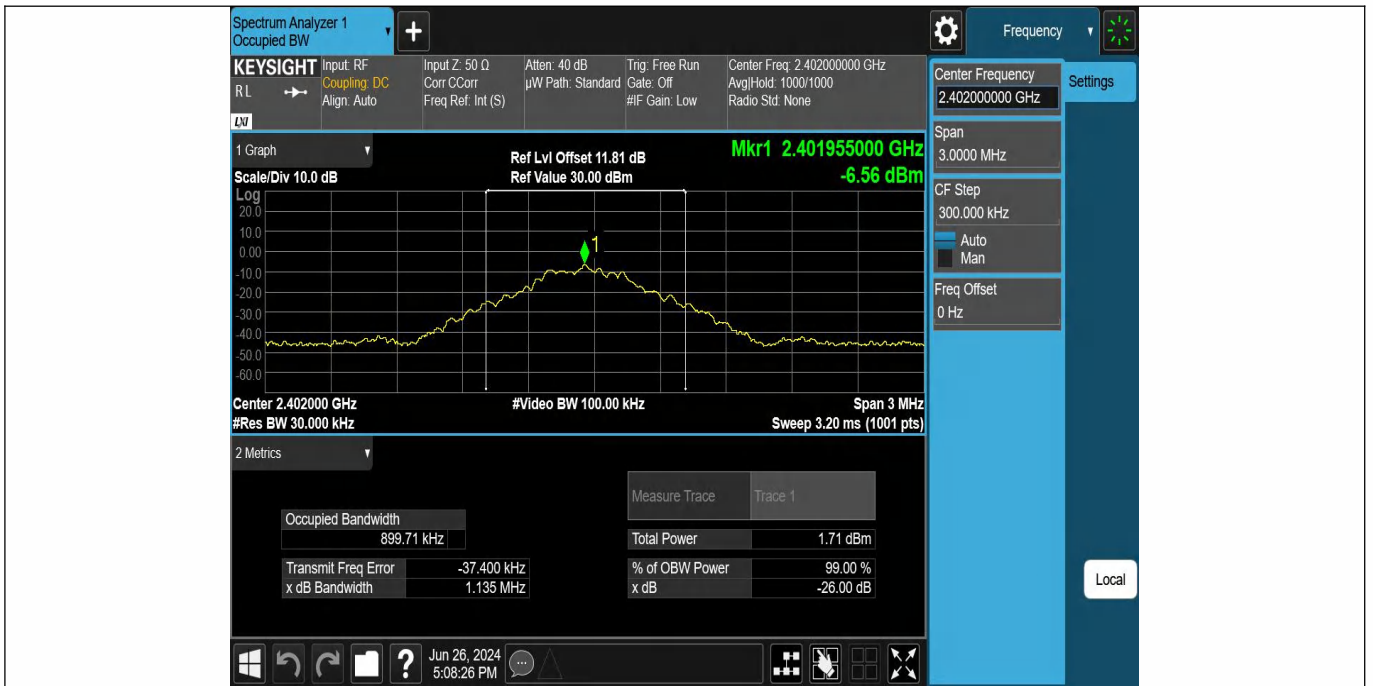 Spectrum Analyzer 1
Occupied BW
+
Frequency
KEYSIGHT
RL
LXI
Input: RF
Coupling: DC
Align: Auto
Input Z: 50 Ω
Corr CCorr
Freq Ref: Int (S)
Atten: 40 dB
µW Path: Standard
Trig: Free Run
Gate: Off
#IF Gain: Low
Center Freq: 2.402000000 GHz
Avg|Hold: 1000/1000
Radio Std: None
Center Frequency
2.402000000 GHz
Settings
Span
3.0000 MHz
CF Step
300.000 kHz
Auto
Man
Freq Offset
0 Hz
Local
1 Graph
Scale/Div 10.0 dB
Ref Lvl Offset 11.81 dB
Ref Value 30.00 dBm
Mkr1 2.401955000 GHz
-6.56 dBm
Log
20.0
10.0
0.00
-10.0
-20.0
-30.0
-40.0
-50.0
-60.0
1
Center 2.402000 GHz
#Video BW 100.00 kHz
Span 3 MHz
#Res BW 30.000 kHz
Sweep 3.20 ms (1001 pts)
2 Metrics
Measure Trace
Trace 1
Occupied Bandwidth
899.71 kHz
Total Power
1.71 dBm
Transmit Freq Error
-37.400 kHz
% of OBW Power
99.00 %
x dB Bandwidth
1.135 MHz
x dB
-26.00 dB
?
Jun 26, 2024
5:08:26 PM